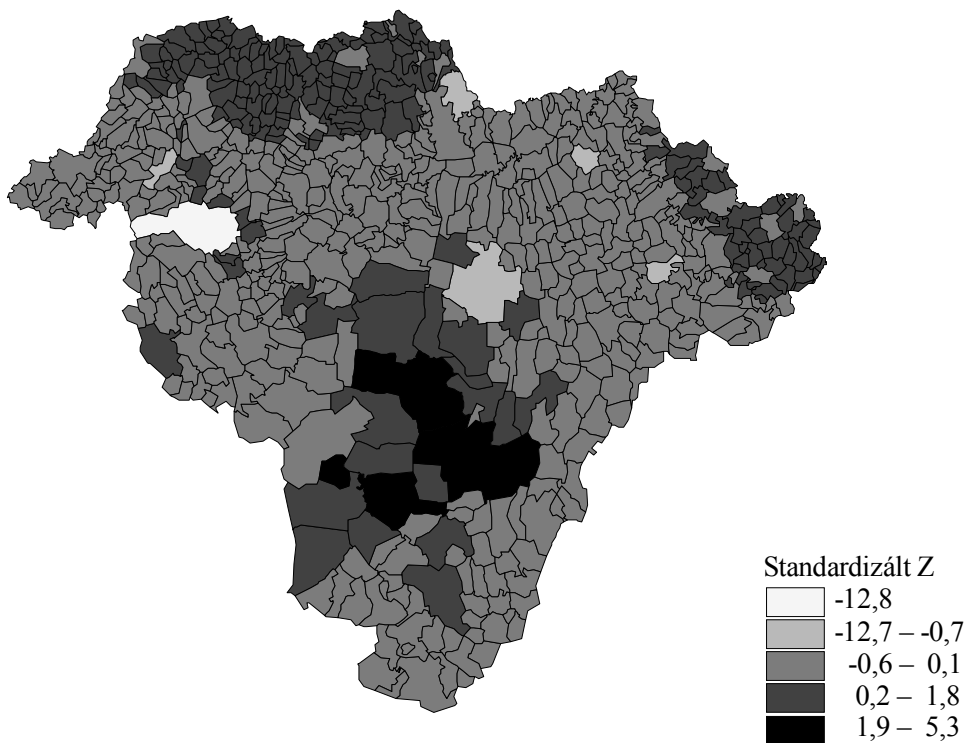 Standardizált Z
-12,8
-12,7 – -0,7
-0,6 – 0,1
0,2 – 1,8
1,9 – 5,3